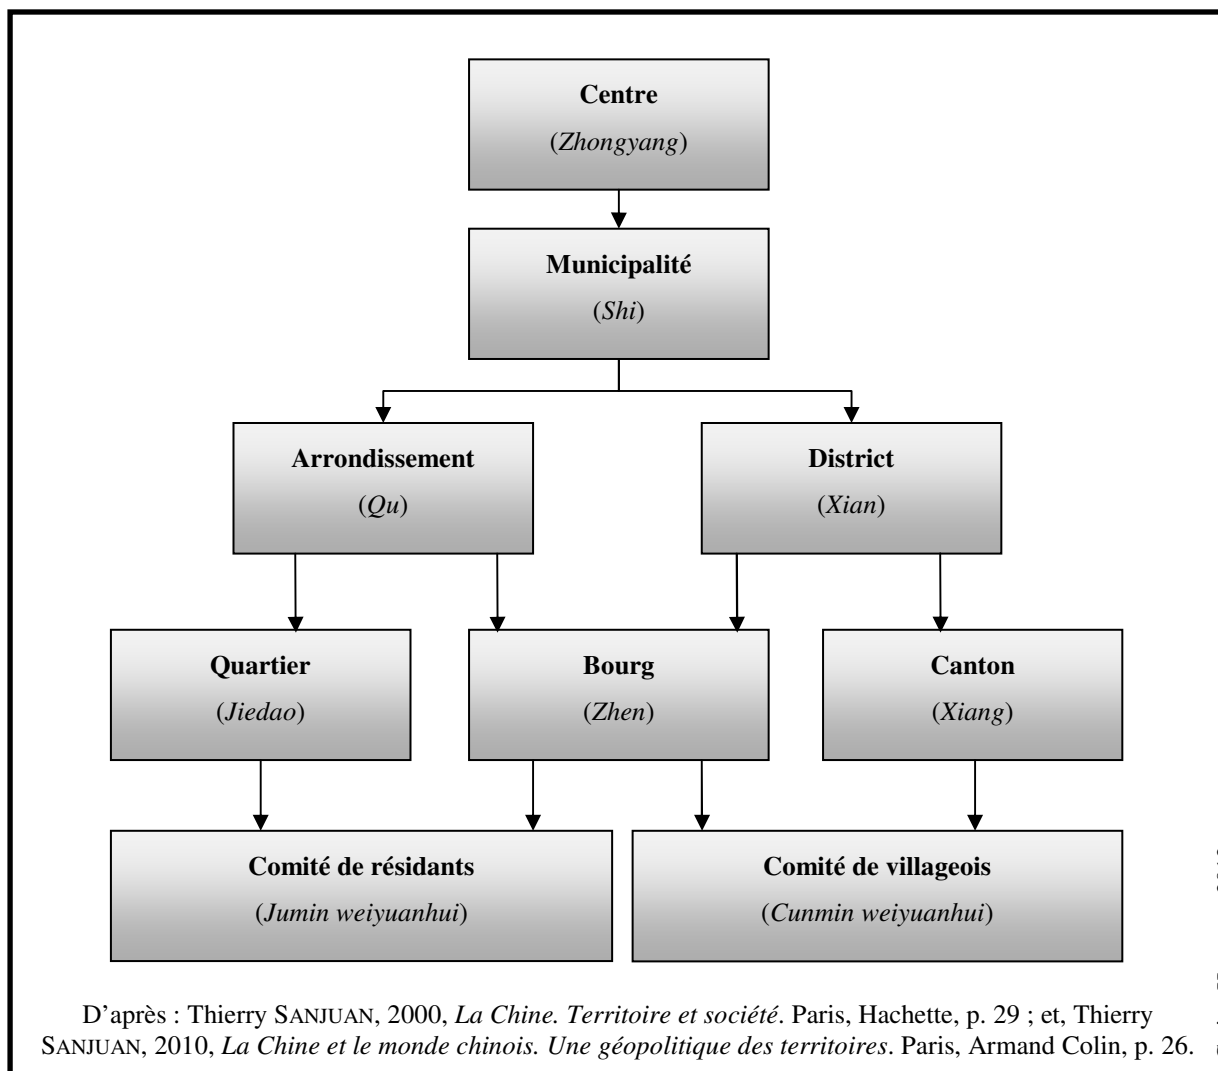 Centre
(Zhongyang)
Municipalité
(Shi)
Arrondissement
(Qu)
District
(Xian)
Quartier
(Jiedao)
Bourg
(Zhen)
Canton
(Xiang)
Comité de résidants
(Jumin weiyuanhui)
Comité de villageois
(Cunmin weiyuanhui)
D'après : Thierry SANJUAN, 2000, La Chine. Territoire et société. Paris, Hachette, p. 29 ; et, Thierry
SANJUAN, 2010, La Chine et le monde chinois. Une géopolitique des territoires. Paris, Armand Colin, p. 26.